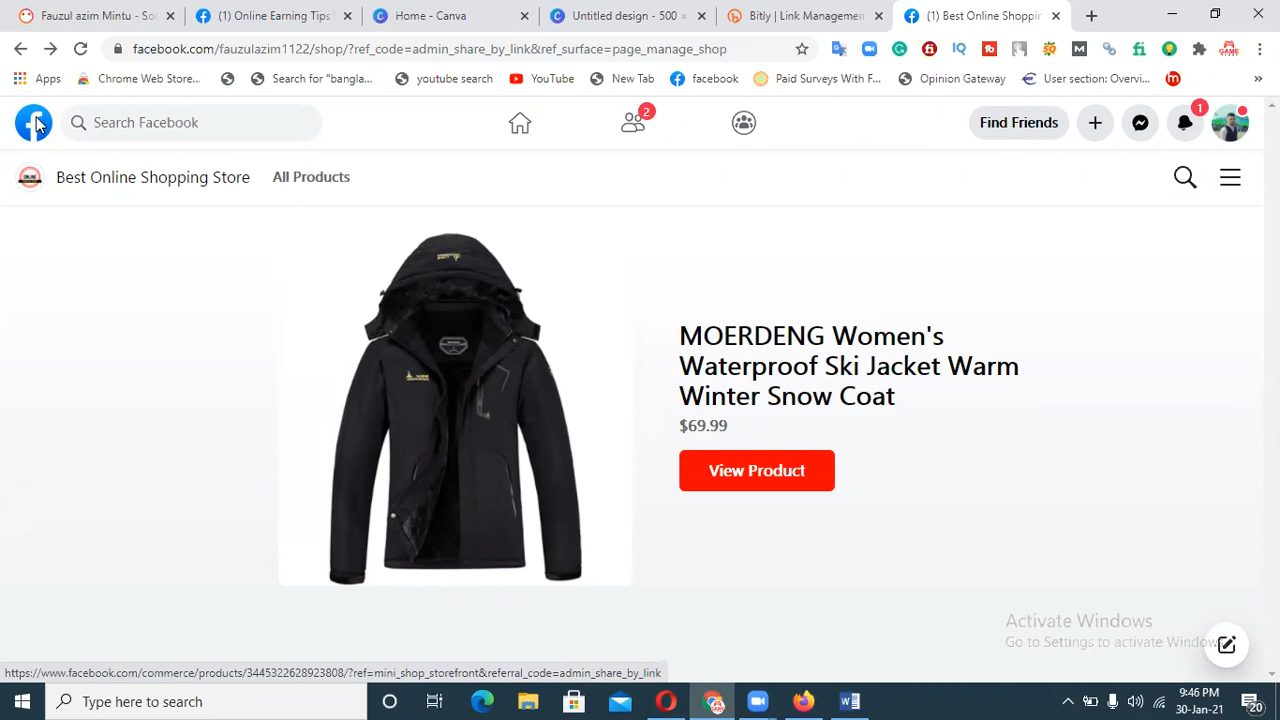 Fauzul azim Mintu - So
(1) Online Earning Tips
Home - Canva
Untitled design - 500
Bitly | Link Managemen
(1) Best Online Shoppin
facebook.com/fauzulazim1122/shop/?ref_code=admin_share_by_link&ref_surface=page_manage_shop
Apps
Chrome Web Store...
Search for "bangla...
youtube search
YouTube
New Tab
facebook
Paid Surveys With F...
Opinion Gateway
User section: Overvi...
Search Facebook
2
Find Friends
1
Best Online Shopping Store
All Products
MOERDENG Women's
Waterproof Ski Jacket Warm
Winter Snow Coat
$69.99
View Product
Activate Windows
Go to Settings to activate Windows
https://www.facebook.com/commerce/products/3445322628923808/?ref=mini_shop_storefront&referral_code=admin_share_by_link
Type here to search
9:46 PM
30-Jan-21
20